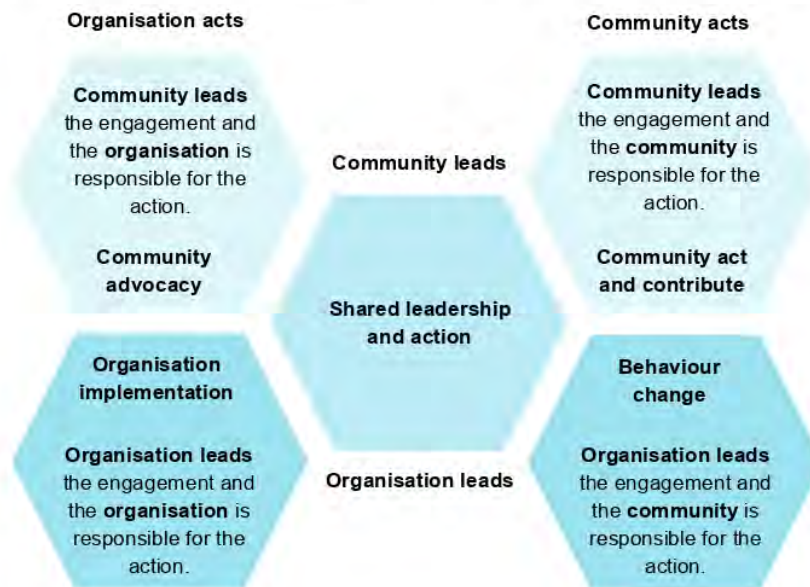 Organisation acts
Community acts
Community leads
the engagement and
the organisation is
responsible for the
action.
Community
advocacy
Community leads
Community leads
the engagement and
the community is
responsible for the
action.
Community act
and contribute
Shared leadership
and action
Organisation
implementation
Organisation leads
the engagement and
the organisation is
responsible for the
action.
Organisation leads
Behaviour
change
Organisation leads
the engagement and
the community is
responsible for the
action.